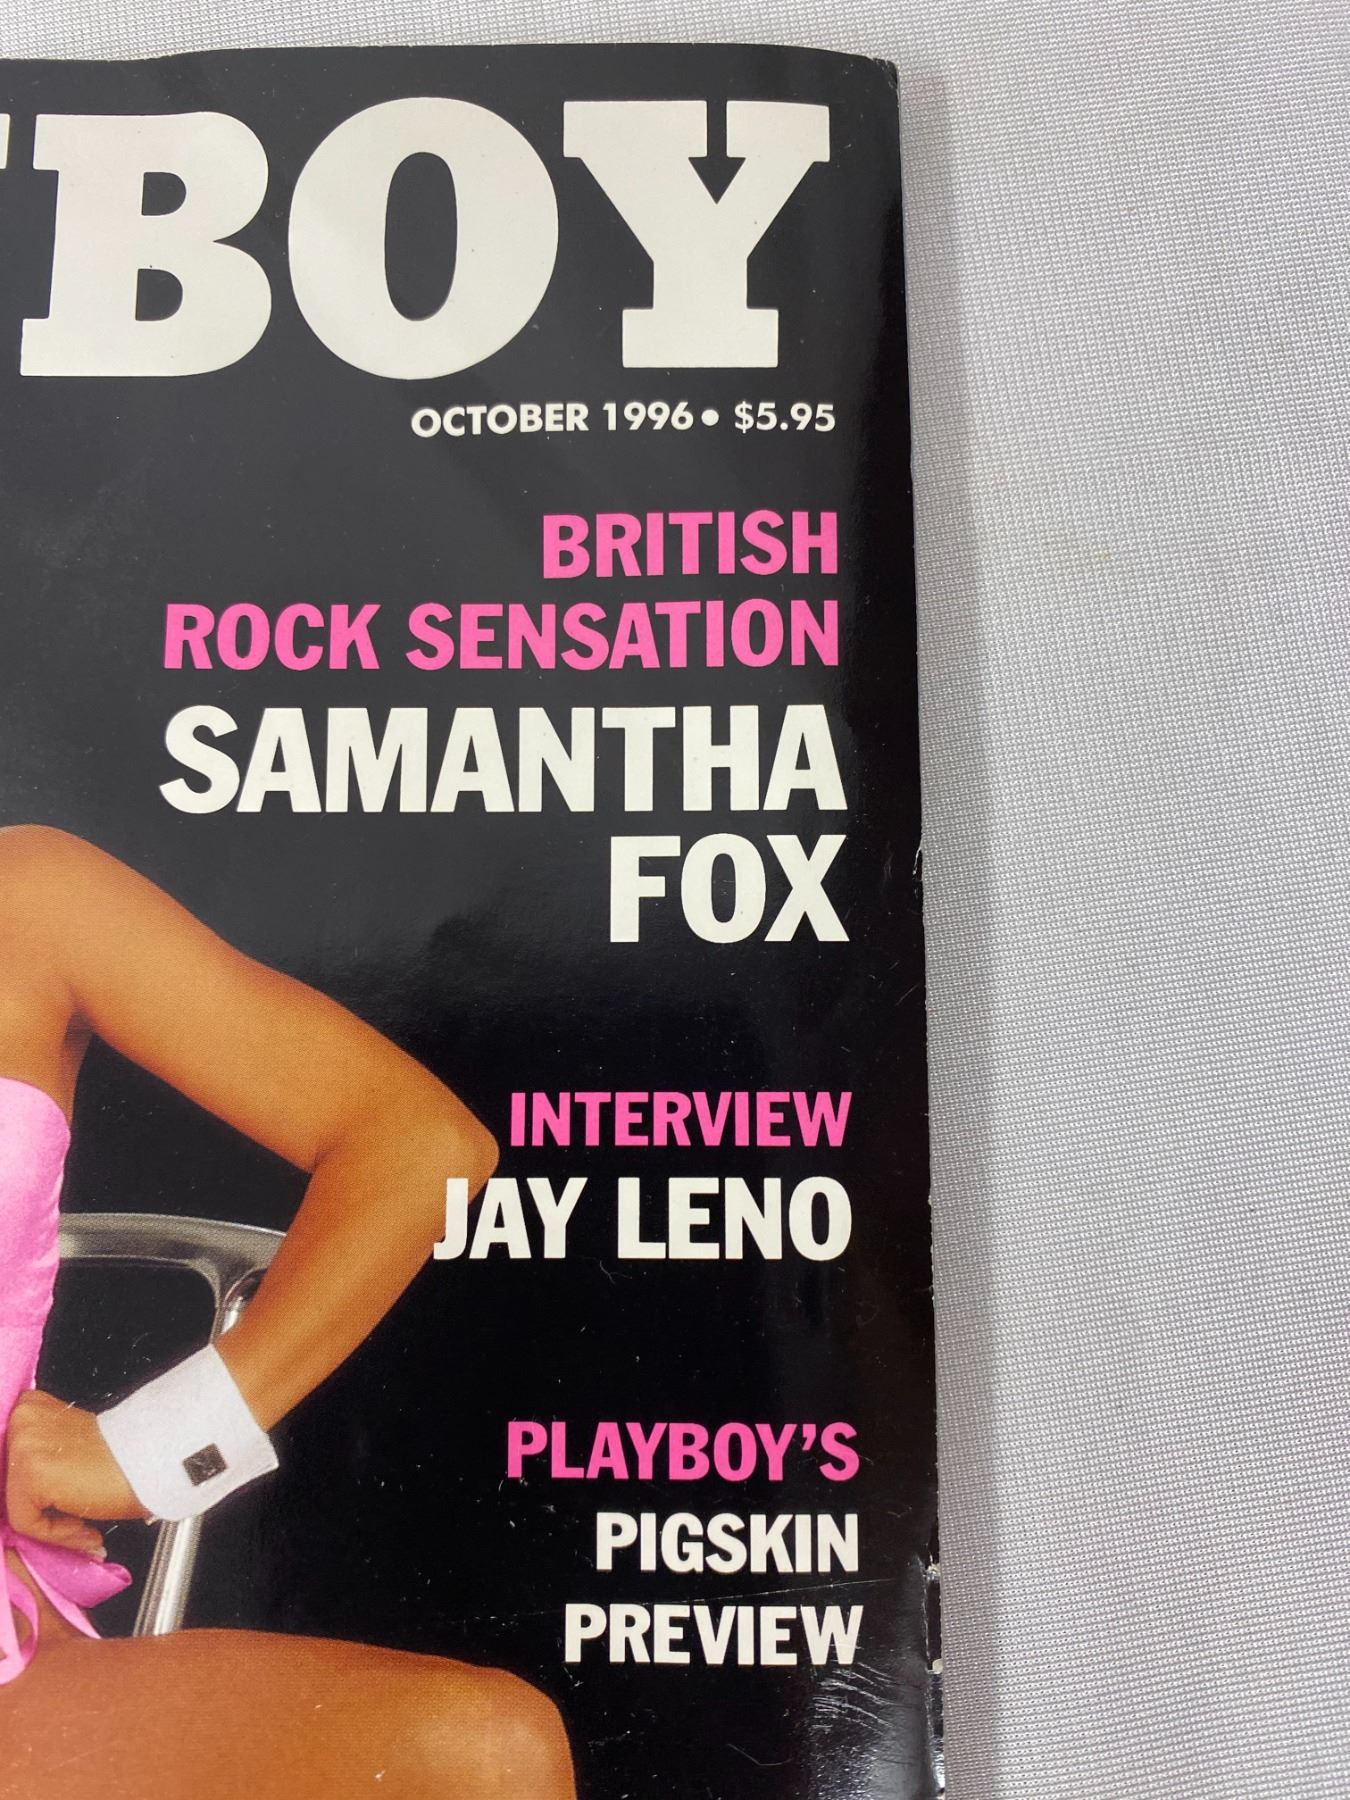 BOY
OCTOBER 1996 • $5.95
BRITISH
ROCK SENSATION
SAMANTHA
FOX
INTERVIEW
JAY LENO
PLAYBOY'S
PIGSKIN
PREVIEW